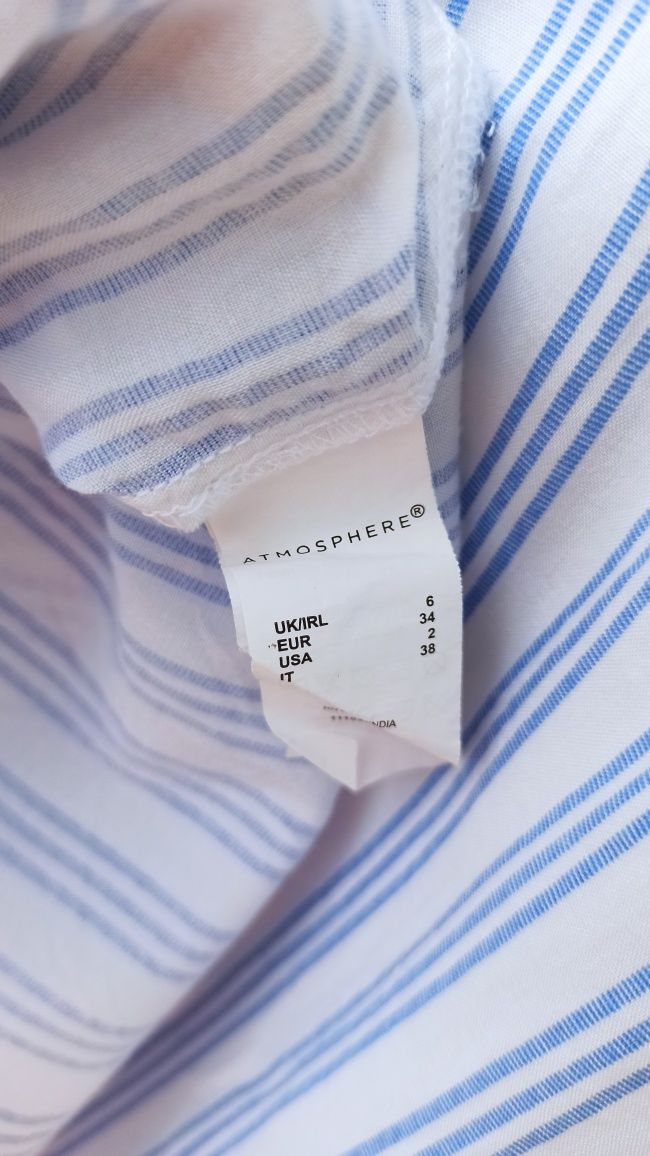 ATMOSPHERE®
UK/IRL 6
EUR 34
USA 2
IT 38
INDIA